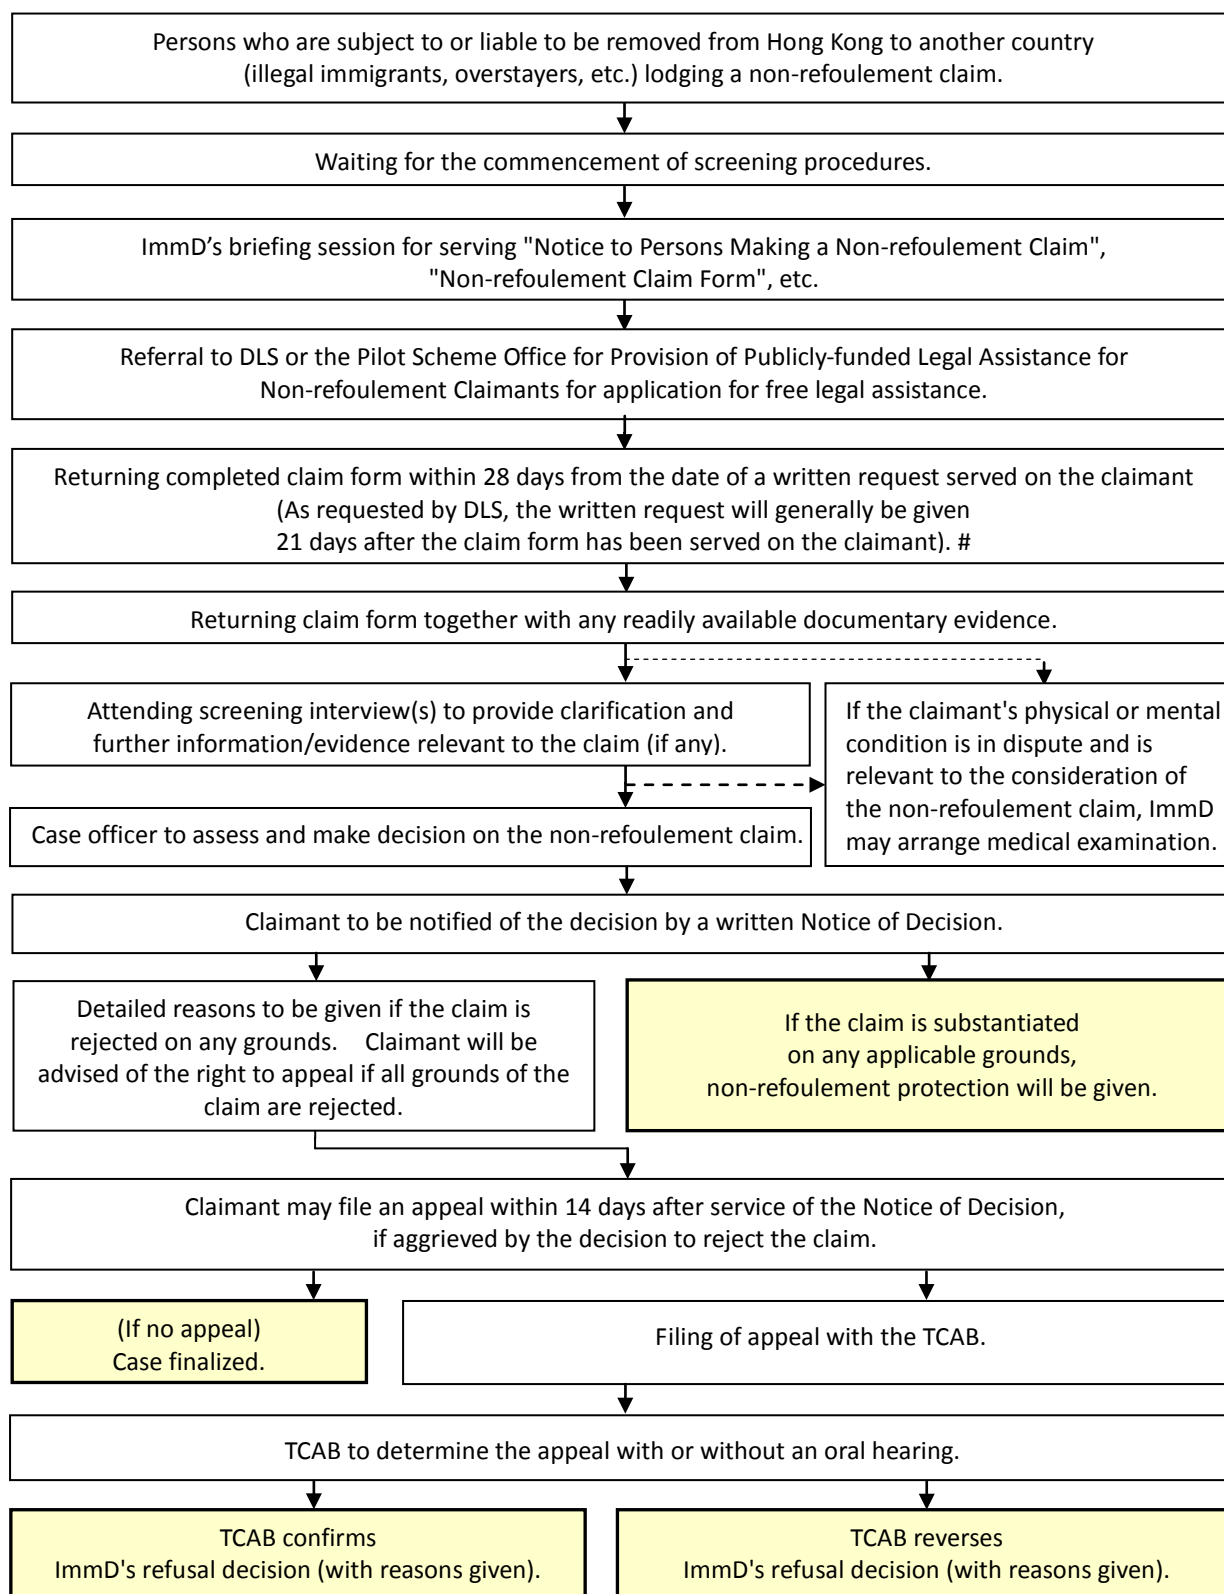 Persons who are subject to or liable to be removed from Hong Kong to another country
(illegal immigrants, overstayers, etc.) lodging a non-refoulement claim.
Waiting for the commencement of screening procedures.
ImmD’s briefing session for serving "Notice to Persons Making a Non-refoulement Claim",
"Non-refoulement Claim Form", etc.
Referral to DLS or the Pilot Scheme Office for Provision of Publicly-funded Legal Assistance for
Non-refoulement Claimants for application for free legal assistance.
Returning completed claim form within 28 days from the date of a written request served on the claimant
(As requested by DLS, the written request will generally be given
21 days after the claim form has been served on the claimant). #
Returning claim form together with any readily available documentary evidence.
Attending screening interview(s) to provide clarification and
further information/evidence relevant to the claim (if any).
If the claimant's physical or mental
condition is in dispute and is
relevant to the consideration of
the non-refoulement claim, ImmD
may arrange medical examination.
Case officer to assess and make decision on the non-refoulement claim.
Claimant to be notified of the decision by a written Notice of Decision.
Detailed reasons to be given if the claim is
rejected on any grounds. Claimant will be
advised of the right to appeal if all grounds of the
claim are rejected.
If the claim is substantiated
on any applicable grounds,
non-refoulement protection will be given.
Claimant may file an appeal within 14 days after service of the Notice of Decision,
if aggrieved by the decision to reject the claim.
(If no appeal)
Case finalized.
Filing of appeal with the TCAB.
TCAB to determine the appeal with or without an oral hearing.
TCAB confirms
ImmD's refusal decision (with reasons given).
TCAB reverses
ImmD's refusal decision (with reasons given).